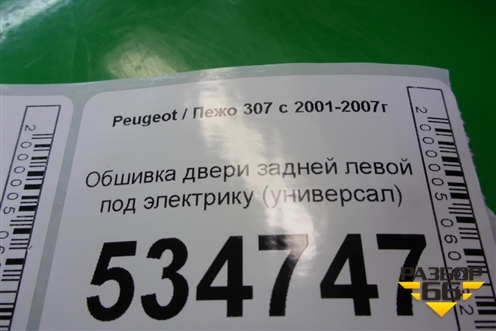 Peugeot / Пежо 307 с 2001-2007г
Обшивка двери задней левой
под электрику (универсал)
534747
РАЗБОР
66